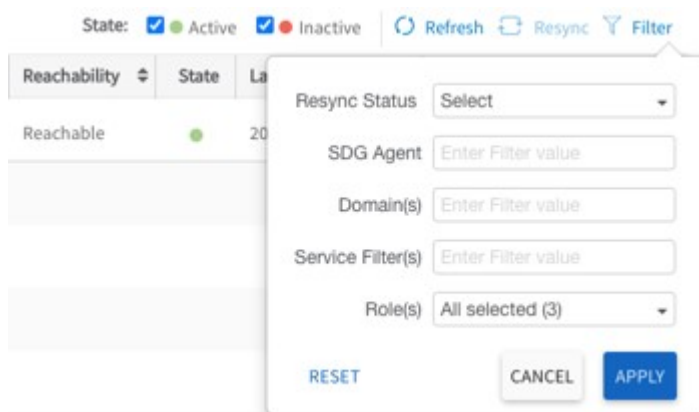 State: Active Inactive Refresh Resync Filter
Reachability State La
Resync Status Select
Reachable 20
SDG Agent Enter Filter value
Domain(s) Enter Filter value
Service Filter(s) Enter Filter value
Role(s) All selected (3)
RESET CANCEL APPLY